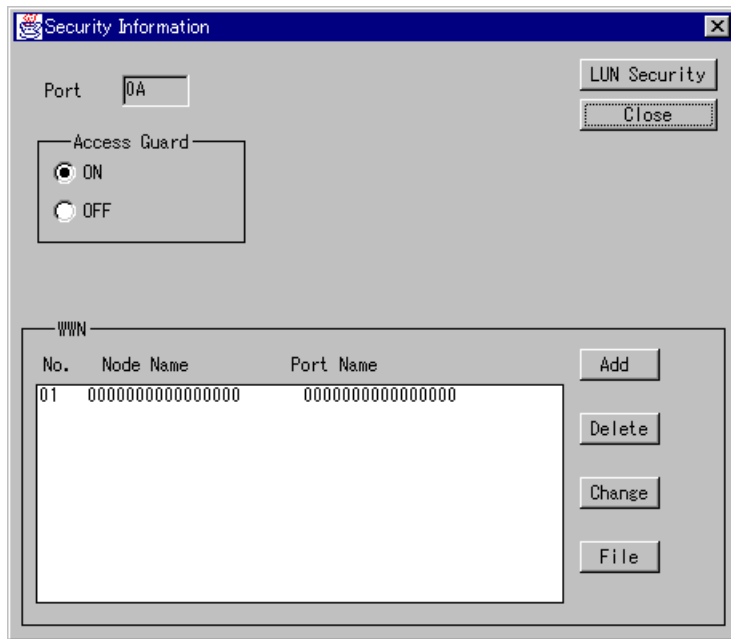 Security Information
Port 0A
LUN Security
Close
Access Guard
ON
OFF
WWN
No. Node Name Port Name
01 0000000000000000 0000000000000000
Add
Delete
Change
File